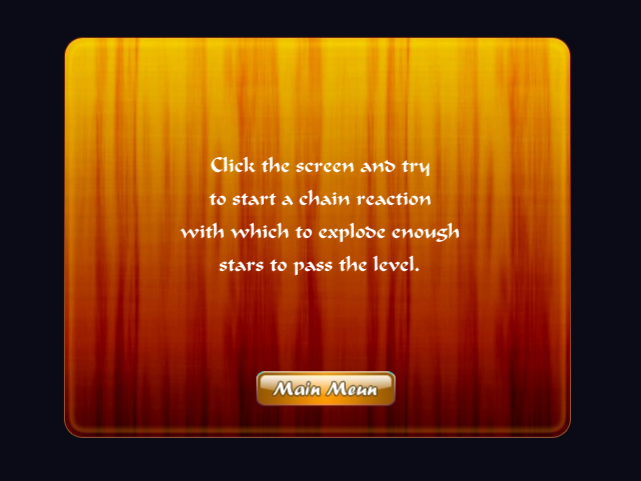 Click the screen and try
to start a chain reaction
with which to explode enough
stars to pass the level.
Main Meun